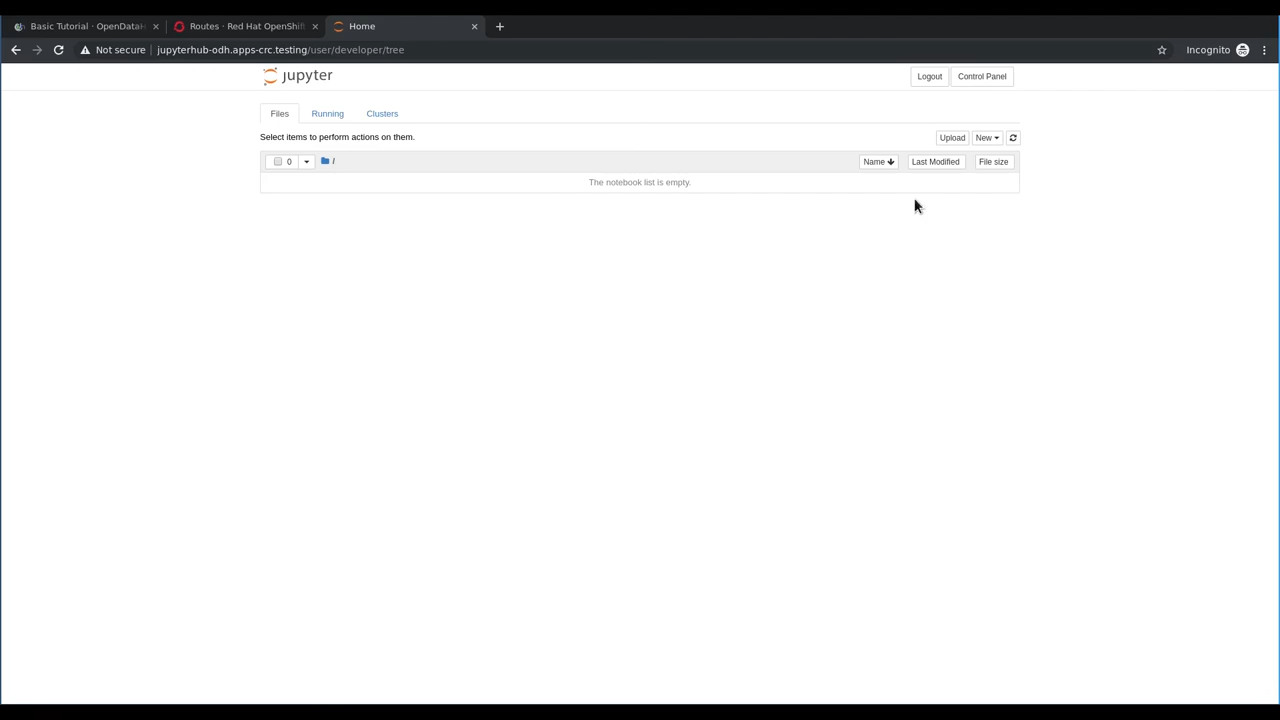 Basic Tutorial · OpenDataH
Routes · Red Hat OpenShift
Home
Not secure
jupyterhub-odh.apps-crc.testing/user/developer/tree
Incognito
jupyter
Logout
Control Panel
Files
Running
Clusters
Select items to perform actions on them.
Upload
New
0
/
Name
Last Modified
File size
The notebook list is empty.